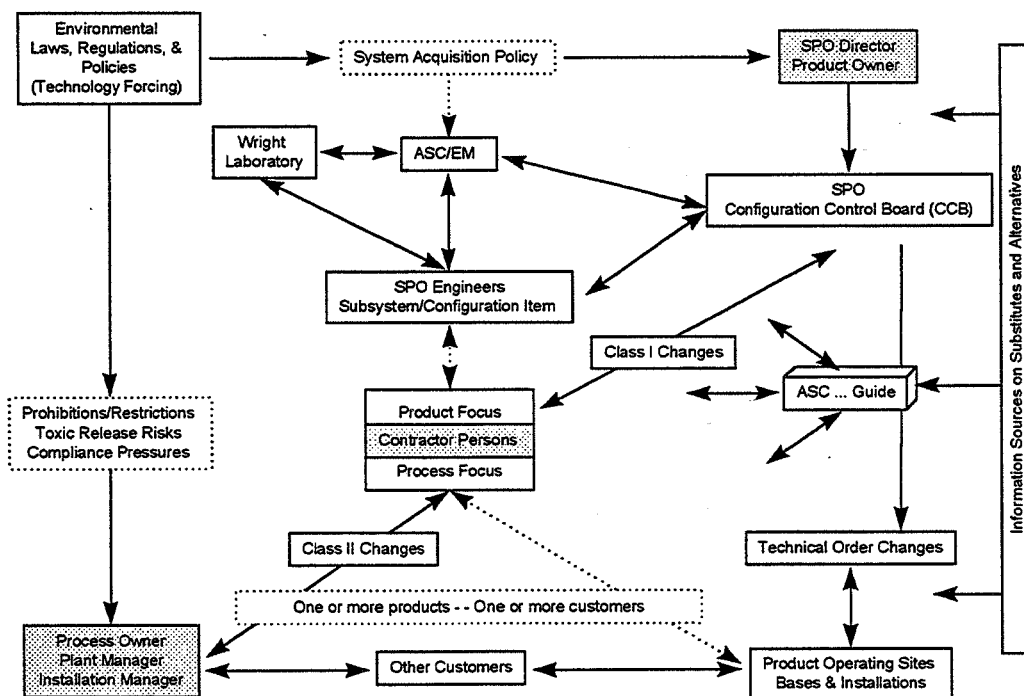 Environmental
Laws, Regulations, &
Policies
(Technology Forcing)
System Acquisition Policy
SPO Director
Product Owner
Wright
Laboratory
ASC/EM
SPO
Configuration Control Board (CCB)
SPO Engineers
Subsystem/Configuration Item
Class I Changes
ASC ... Guide
Information Sources on Substitutes and Alternatives
Prohibitions/Restrictions
Toxic Release Risks
Compliance Pressures
Product Focus
Contractor Persons
Process Focus
Class II Changes
Technical Order Changes
One or more products - - One or more customers
Process Owner
Plant Manager
Installation Manager
Other Customers
Product Operating Sites
Bases & Installations